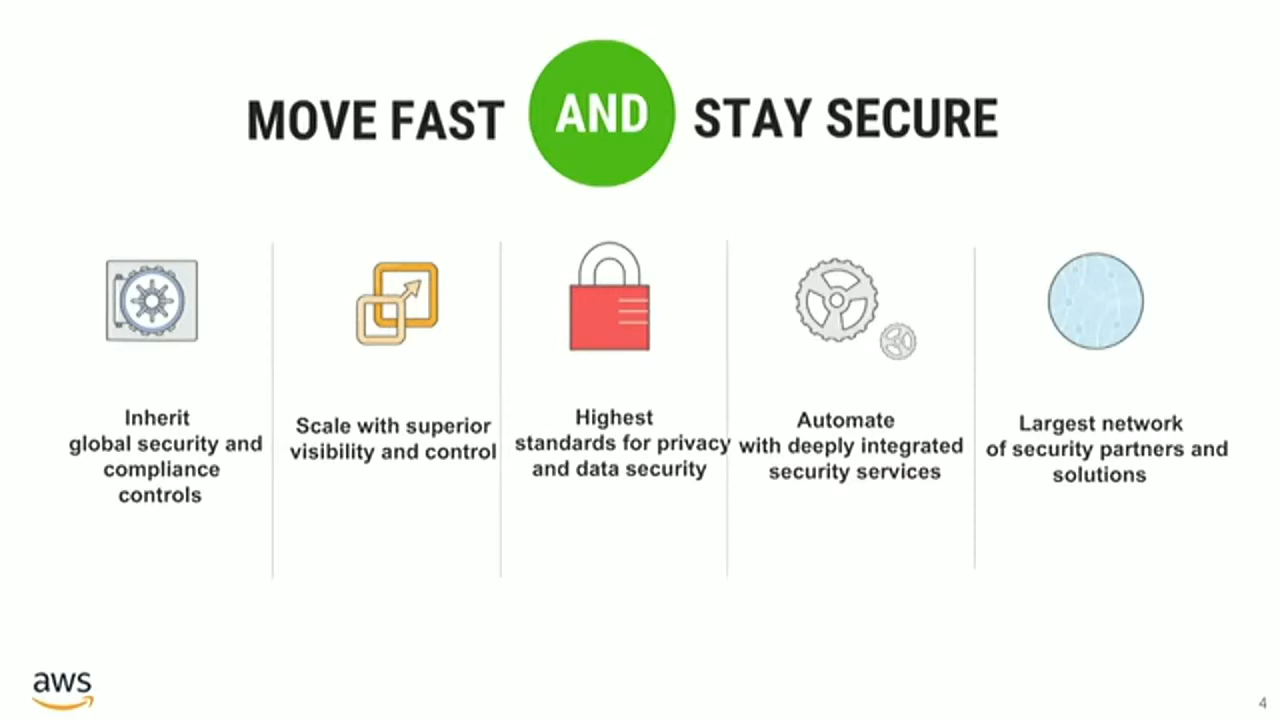 MOVE FAST AND STAY SECURE
Inherit
global security and
compliance
controls
Scale with superior
visibility and control
Highest
standards for privacy
and data security
Automate
with deeply integrated
security services
Largest network
of security partners and
solutions
aws
4